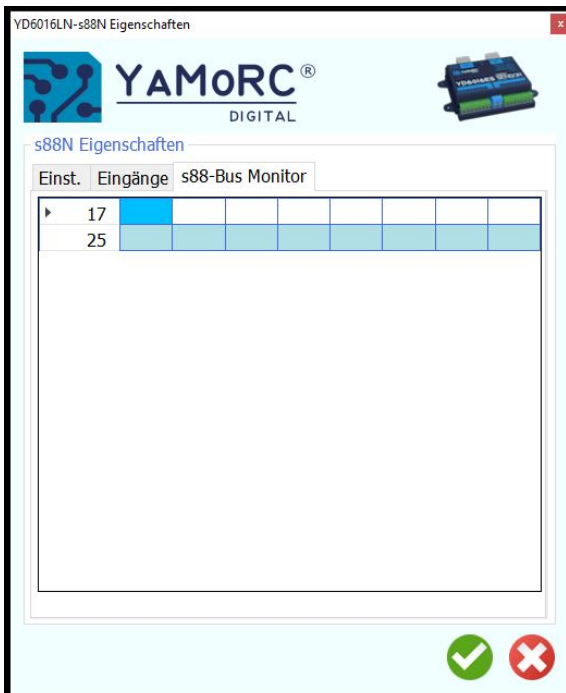 YD6016LN-s88N Eigenschaften
x
YAMoRC®
DIGITAL
s88N Eigenschaften
Einst. Eingänge s88-Bus Monitor
17
25